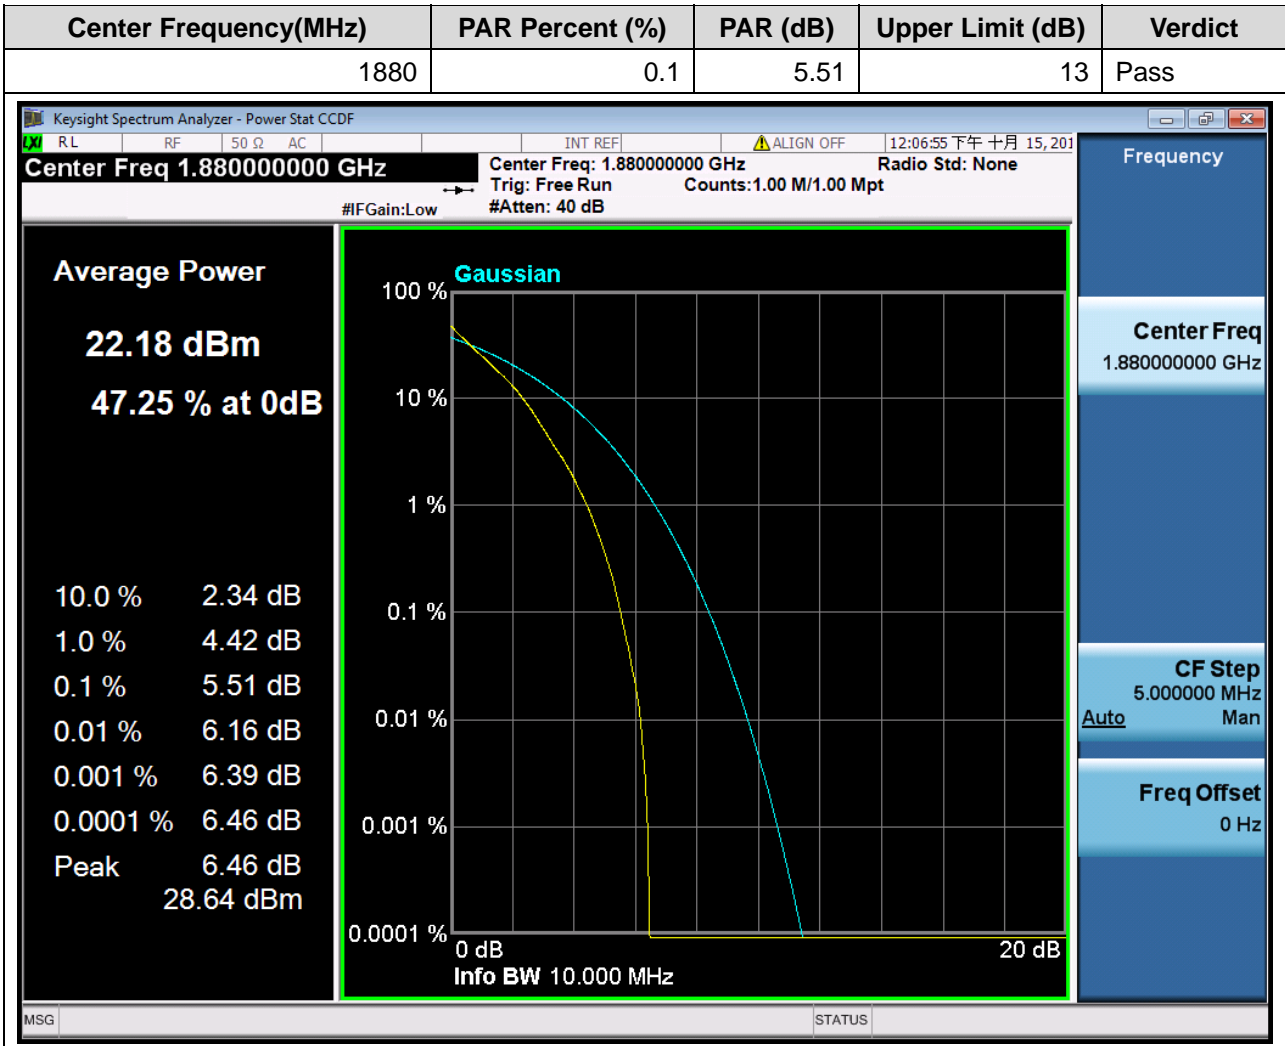 Center Frequency(MHz) PAR Percent (%) PAR (dB) Upper Limit (dB) Verdict
1880 0.1 5.51 13 Pass
Keysight Spectrum Analyzer - Power Stat CCDF
LXI RL RF 50 Ω AC INT REF ALIGN OFF 12:06:55 下午 十月 15, 201
Center Freq 1.880000000 GHz
Center Freq: 1.880000000 GHz Radio Std: None
Trig: Free Run Counts:1.00 M/1.00 Mpt
#IFGain:Low #Atten: 40 dB
Average Power
22.18 dBm
47.25 % at 0dB
10.0 % 2.34 dB
1.0 % 4.42 dB
0.1 % 5.51 dB
0.01 % 6.16 dB
0.001 % 6.39 dB
0.0001 % 6.46 dB
Peak 6.46 dB
28.64 dBm
Gaussian
100 %
10 %
1 %
0.1 %
0.01 %
0.001 %
0.0001 %
0 dB 20 dB
Info BW 10.000 MHz
Frequency
Center Freq
1.880000000 GHz
CF Step
5.000000 MHz
Auto Man
Freq Offset
0 Hz
MSG STATUS